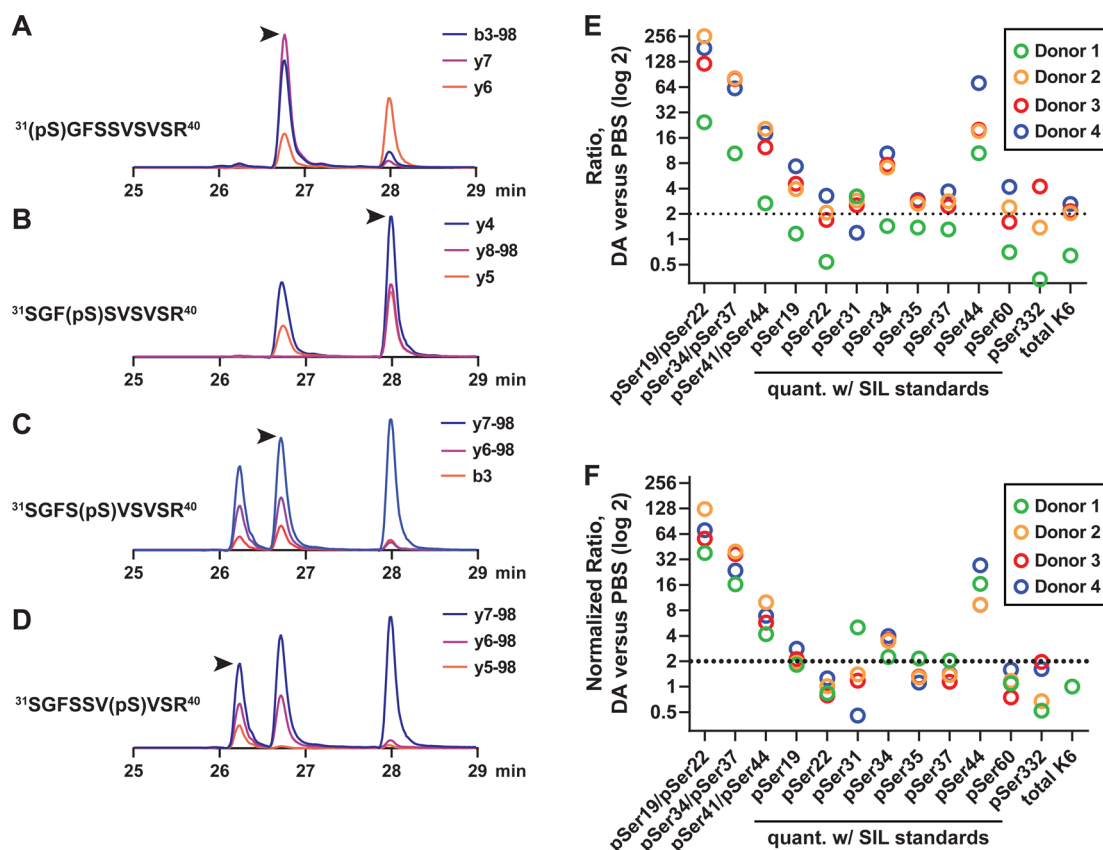 A
b3-98
y7
y6
³¹(pS)GFSSVSVSR⁴⁰
25 26 27 28 29 min
B
y4
y8-98
y5
³¹SGF(pS)SVSVSR⁴⁰
25 26 27 28 29 min
C
y7-98
y6-98
b3
³¹SGFS(pS)VSVSR⁴⁰
25 26 27 28 29 min
D
y7-98
y6-98
y5-98
³¹SGFSSV(pS)VSR⁴⁰
25 26 27 28 29 min
E
Ratio,
DA versus PBS (log 2)
256
128
64
32
16
8
4
2
1
0.5
Donor 1
Donor 2
Donor 3
Donor 4
pSer19/pSer22
pSer34/pSer37
pSer41/pSer44
pSer19
pSer22
pSer31
pSer34
pSer35
pSer37
pSer44
pSer60
pSer332
total K6
quant. w/ SIL standards
F
Normalized Ratio,
DA versus PBS (log 2)
256
128
64
32
16
8
4
2
1
0.5
Donor 1
Donor 2
Donor 3
Donor 4
pSer19/pSer22
pSer34/pSer37
pSer41/pSer44
pSer19
pSer22
pSer31
pSer34
pSer35
pSer37
pSer44
pSer60
pSer332
total K6
quant. w/ SIL standards